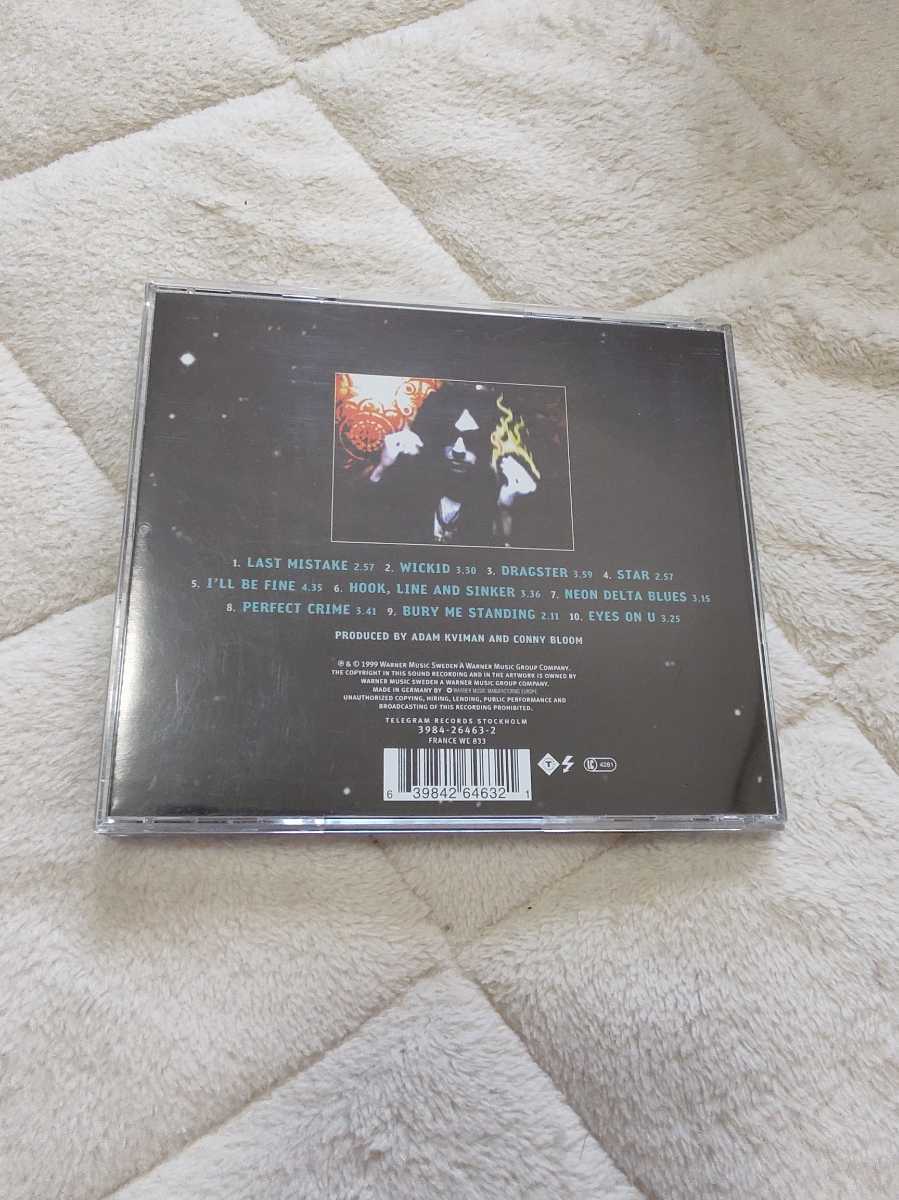 1. LAST MISTAKE 2.57 2. WICKID 3.30 3. DRAGSTER 3.59 4. STAR 2.57
5. I'LL BE FINE 4.35 6. HOOK, LINE AND SINKER 3.36 7. NEON DELTA BLUES 3.15
8. PERFECT CRIME 3.41 9. BURY ME STANDING 2.11 10. EYES ON U 3.25
PRODUCED BY ADAM KVIMAN AND CONNY BLOOM
℗ & © 1999 WARNER MUSIC SWEDEN A WARNER MUSIC GROUP COMPANY.
THE COPYRIGHT IN THIS SOUND RECORDING AND IN THE ARTWORK IS OWNED BY
WARNER MUSIC SWEDEN A WARNER MUSIC GROUP COMPANY.
MADE IN GERMANY BY WARNER MUSIC MANUFACTURING EUROPE.
UNAUTHORIZED COPYING, HIRING, LENDING, PUBLIC PERFORMANCE AND
BROADCASTING OF THIS RECORDING PROHIBITED.
TELEGRAM RECORDS STOCKHOLM
3984-26463-2
FRANCE WE 833
6 39842 64632 1
T
LC 4281